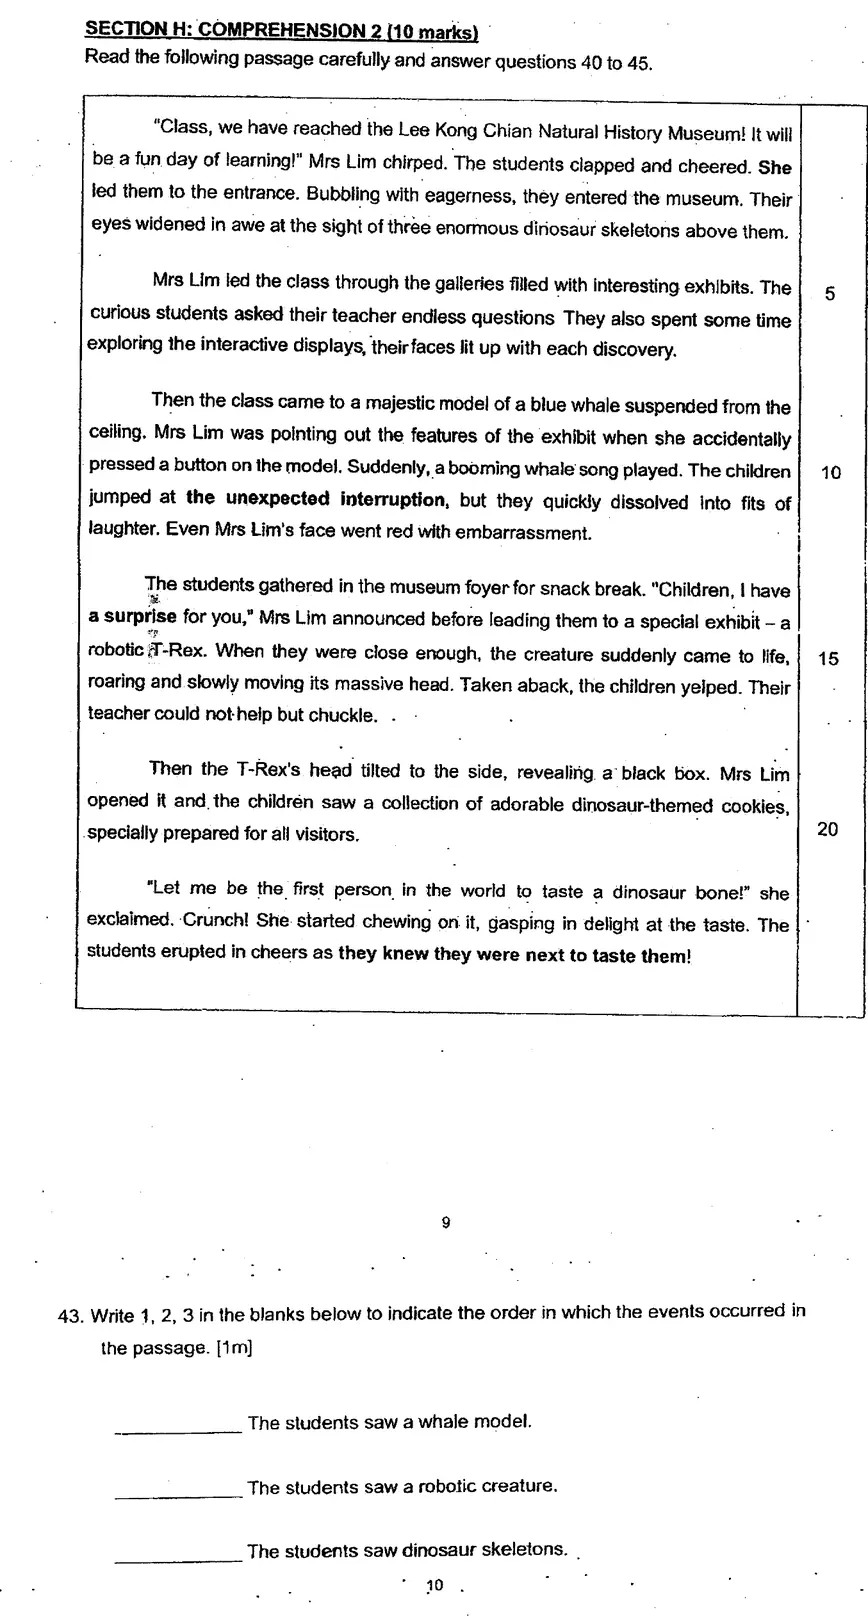 SECTION H: COMPREHENSION 2 (10 marks)
Read the following passage carefully and answer questions 40 to 45.
"Class, we have reached the Lee Kong Chian Natural History Museum! It will
be a fun day of learning!" Mrs Lim chirped. The students clapped and cheered. She
led them to the entrance. Bubbling with eagerness, they entered the museum. Their
eyes widened in awe at the sight of three enormous dinosaur skeletons above them.
Mrs Lim led the class through the galleries filled with interesting exhibits. The
5
curious students asked their teacher endless questions They also spent some time
exploring the interactive displays, their faces lit up with each discovery.
Then the class came to a majestic model of a blue whale suspended from the
ceiling. Mrs Lim was pointing out the features of the exhibit when she accidentally
pressed a button on the model. Suddenly, a booming whale song played. The children
10
jumped at the unexpected interruption, but they quickly dissolved into fits of
laughter. Even Mrs Lim's face went red with embarrassment.
The students gathered in the museum foyer for snack break. "Children, I have
a surprise for you," Mrs Lim announced before leading them to a special exhibit – a
robotic T-Rex. When they were close enough, the creature suddenly came to life,
15
roaring and slowly moving its massive head. Taken aback, the children yelped. Their
teacher could not help but chuckle.
Then the T-Rex's head tilted to the side, revealing a black box. Mrs Lim
opened it and the children saw a collection of adorable dinosaur-themed cookies,
20
specially prepared for all visitors.
"Let me be the first person in the world to taste a dinosaur bone!" she
exclaimed. Crunch! She started chewing on it, gasping in delight at the taste. The
students erupted in cheers as they knew they were next to taste them!
9
43. Write 1, 2, 3 in the blanks below to indicate the order in which the events occurred in
the passage. [1m]
____________ The students saw a whale model.
____________ The students saw a robotic creature.
____________ The students saw dinosaur skeletons.
10